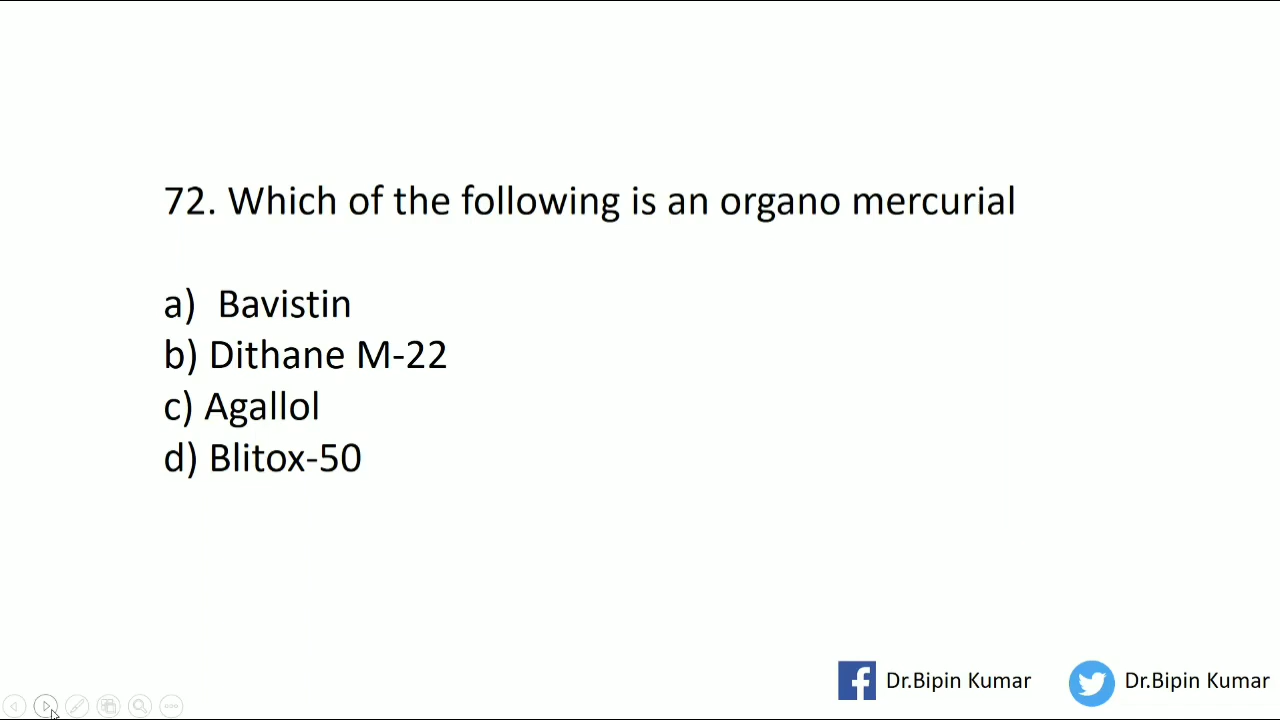 72. Which of the following is an organo mercurial
a) Bavistin
b) Dithane M-22
c) Agallol
d) Blitox-50
Dr.Bipin Kumar
Dr.Bipin Kumar